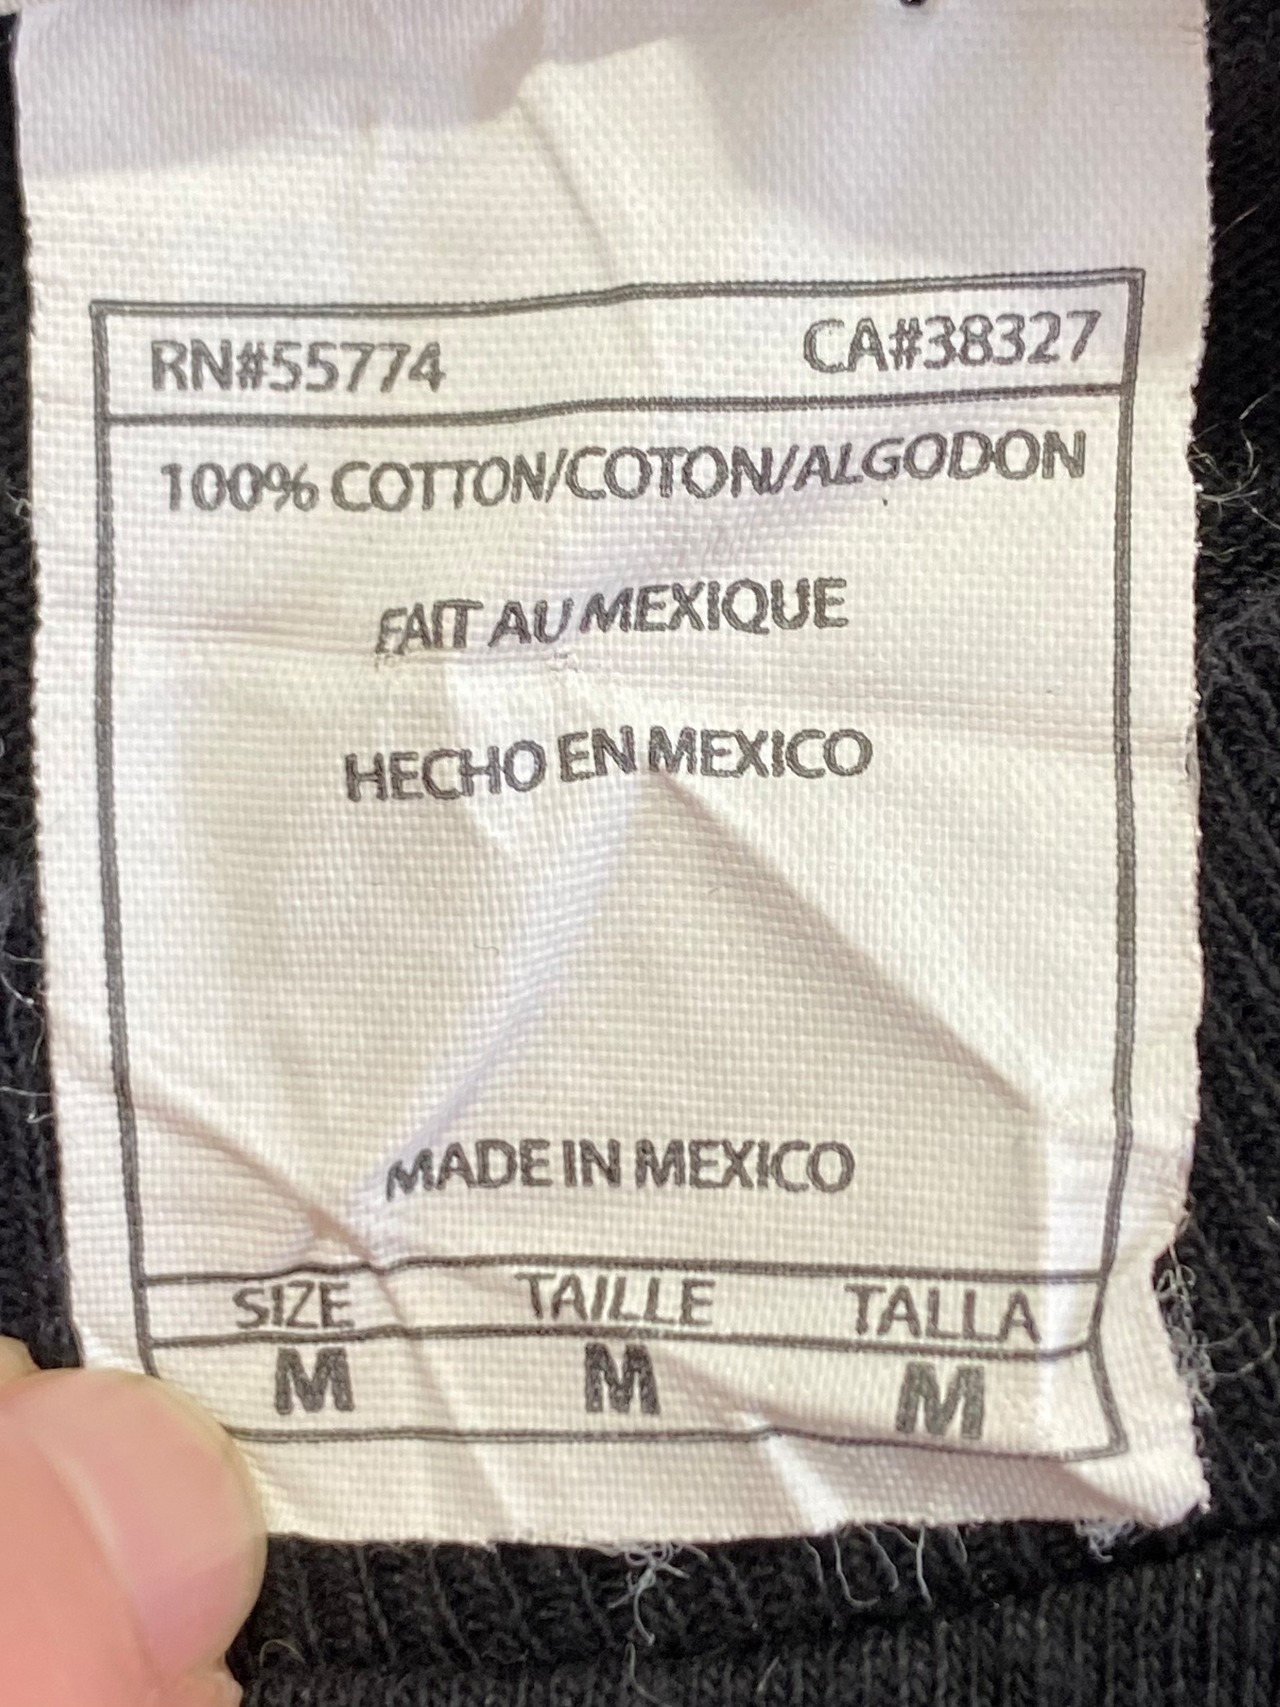 RN#55774 CA#38327
100% COTTON/COTON/ALGODON
FAIT AU MEXIQUE
HECHO EN MEXICO
MADE IN MEXICO
SIZE TAILLE TALLA
M M M